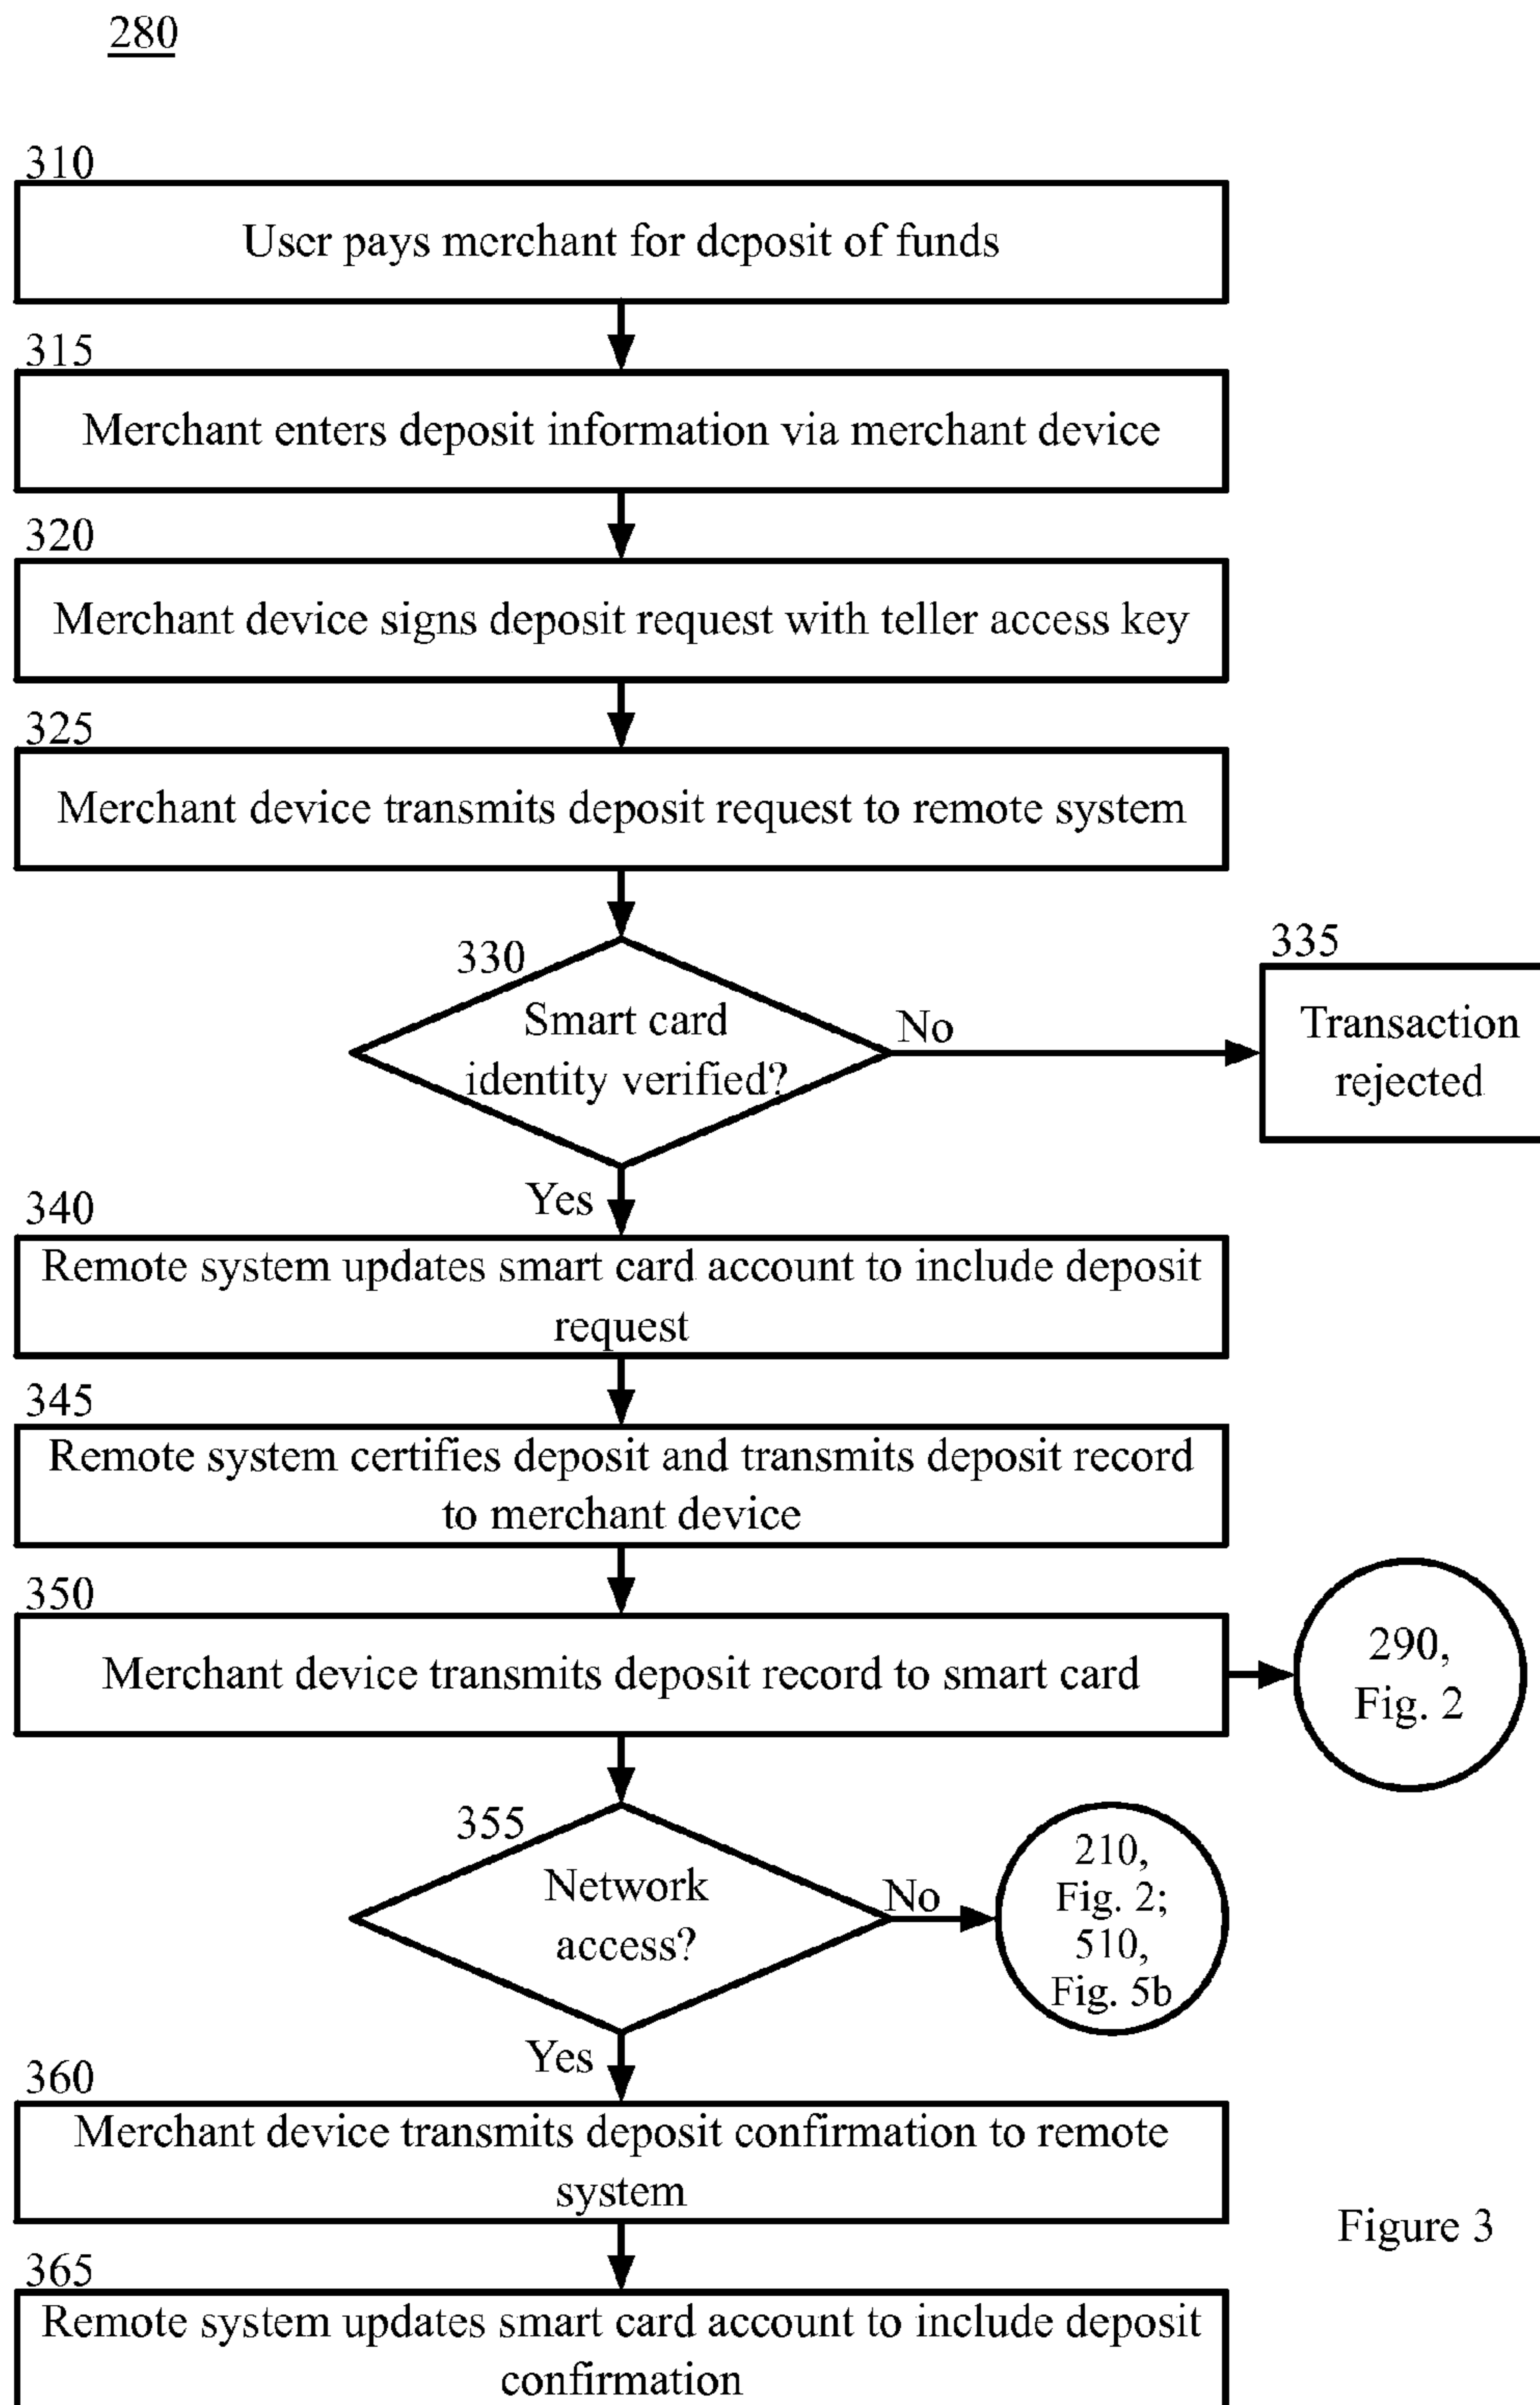 280
310
User pays merchant for deposit of funds
315
Merchant enters deposit information via merchant device
320
Merchant device signs deposit request with teller access key
325
Merchant device transmits deposit request to remote system
330
Smart card
identity verified?
No
335
Transaction
rejected
Yes
340
Remote system updates smart card account to include deposit
request
345
Remote system certifies deposit and transmits deposit record
to merchant device
350
Merchant device transmits deposit record to smart card
290,
Fig. 2
355
Network
access?
No
210,
Fig. 2;
510,
Fig. 5b
Yes
360
Merchant device transmits deposit confirmation to remote
system
Figure 3
365
Remote system updates smart card account to include deposit
confirmation